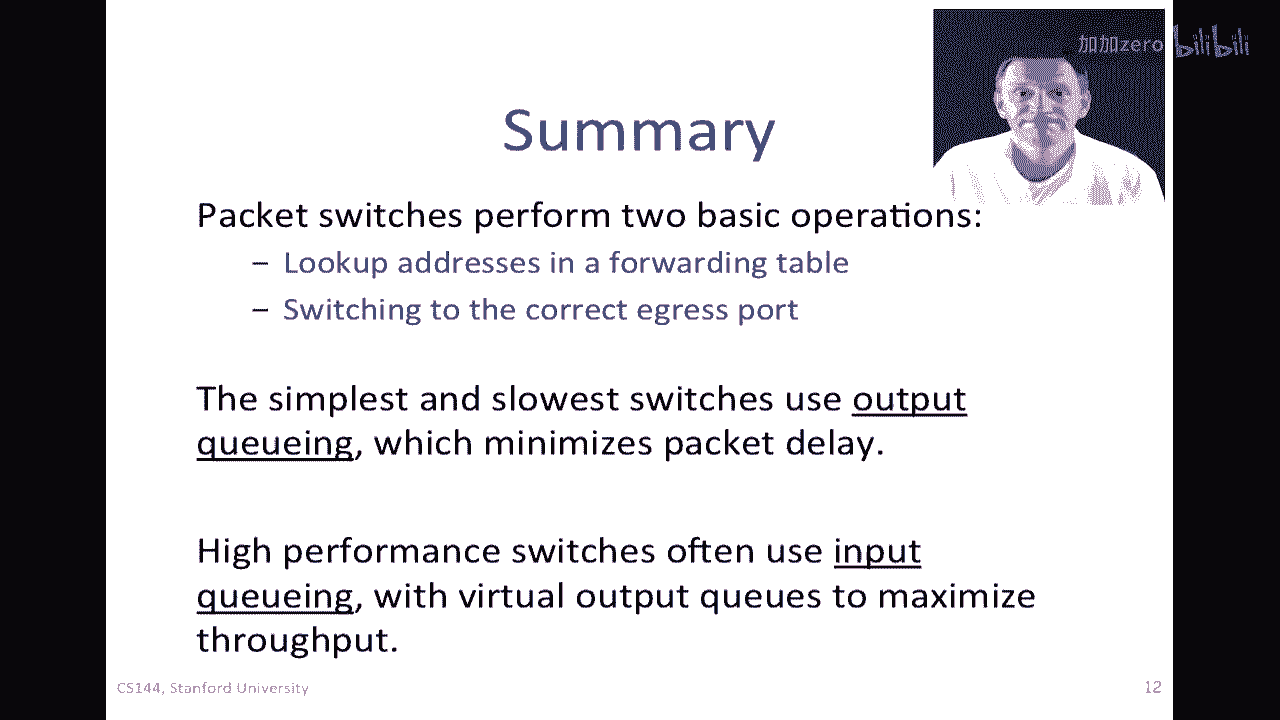 加加zero bilibili
Summary
Packet switches perform two basic operations:
– Lookup addresses in a forwarding table
– Switching to the correct egress port
The simplest and slowest switches use output
queueing, which minimizes packet delay.
High performance switches often use input
queueing, with virtual output queues to maximize
throughput.
CS144, Stanford University
12